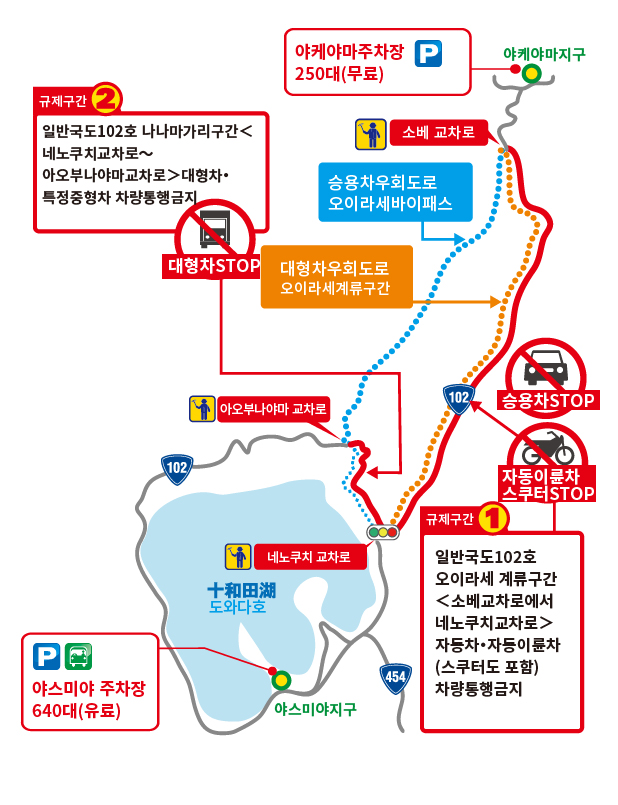 야케야마주차장 P
250대(무료)
야케야마지구
규제구간 2
일반국도102호 나나마가리구간<
네노쿠치교차로~
아오부나야마교차로>대형차·
특정중형차 차량통행금지
대형차STOP
소베 교차로
승용차우회도로
오이라세바이패스
대형차우회도로
오이라세계류구간
승용차STOP
102
아오부나야마 교차로
자동이륜차
스쿠터STOP
102
규제구간 1
일반국도102호
오이라세 계류구간
<소베교차로에서
네노쿠치교차로>
자동차·자동이륜차
(스쿠터도 포함)
차량통행금지
네노쿠치 교차로
十和田湖
도와다호
P
야스미야 주차장
640대(유료)
야스미야지구
454